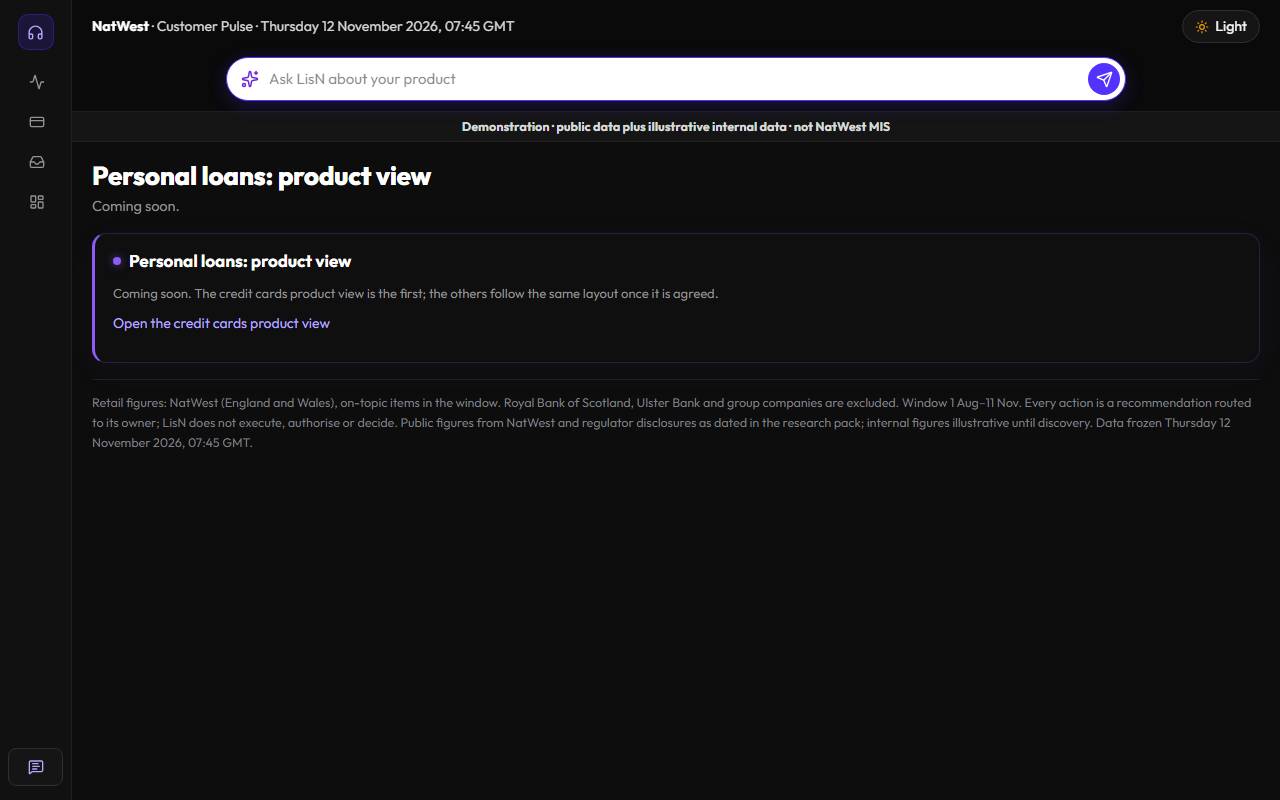 NatWest · Customer Pulse · Thursday 12 November 2026, 07:45 GMT
Light
Ask LisN about your product
Demonstration · public data plus illustrative internal data · not NatWest MIS
Personal loans: product view
Coming soon.
Personal loans: product view
Coming soon. The credit cards product view is the first; the others follow the same layout once it is agreed.
Open the credit cards product view
Retail figures: NatWest (England and Wales), on-topic items in the window. Royal Bank of Scotland, Ulster Bank and group companies are excluded. Window 1 Aug–11 Nov. Every action is a recommendation routed
to its owner; LisN does not execute, authorise or decide. Public figures from NatWest and regulator disclosures as dated in the research pack; internal figures illustrative until discovery. Data frozen Thursday 12
November 2026, 07:45 GMT.